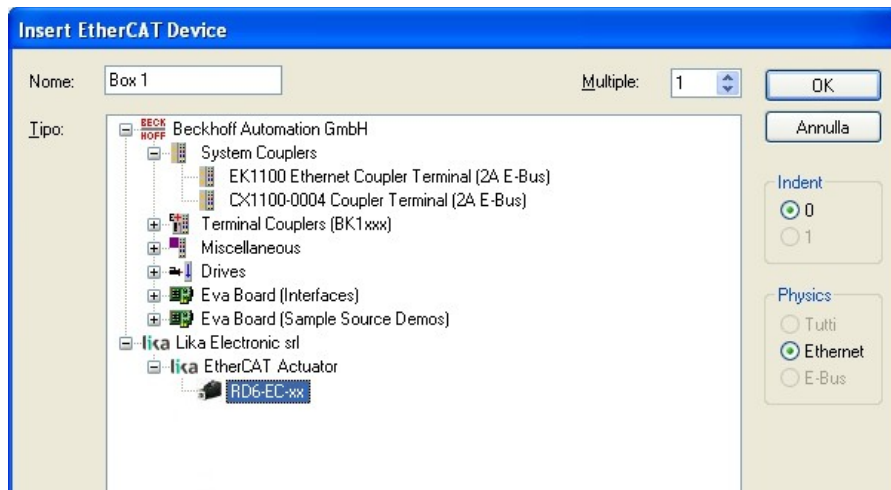 Insert EtherCAT Device
Nome: Box 1 Multiple: 1 OK
Tipo: BECKHOFF Beckhoff Automation GmbH Annulla
System Couplers
EK1100 Ethernet Coupler Terminal (2A E-Bus)
CX1100-0004 Coupler Terminal (2A E-Bus)
Terminal Couplers (BK1xxx)
Miscellaneous
Drives
Eva Board (Interfaces)
Eva Board (Sample Source Demos)
lika Lika Electronic srl
lika EtherCAT Actuator
RD6-EC-xx
Indent
0
1
Physics
Tutti
Ethernet
E-Bus